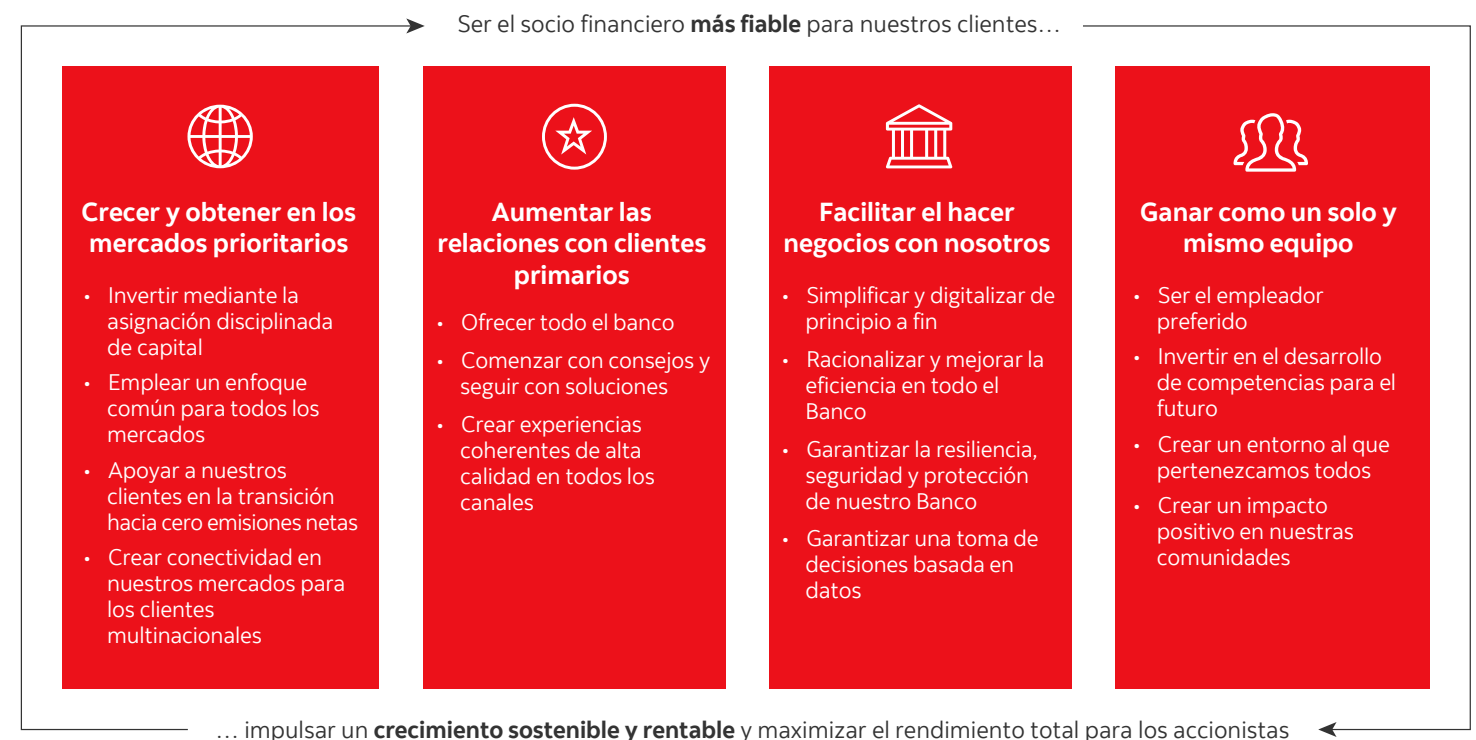 Ser el socio financiero más fiable para nuestros clientes…
Crecer y obtener en los
mercados prioritarios
• Invertir mediante la
asignación disciplinada
de capital
• Emplear un enfoque
común para todos los
mercados
• Apoyar a nuestros
clientes en la transición
hacia cero emisiones netas
• Crear conectividad en
nuestros mercados para
los clientes
multinacionales
Aumentar las
relaciones con clientes
primarios
• Ofrecer todo el banco
• Comenzar con consejos y
seguir con soluciones
• Crear experiencias
coherentes de alta
calidad en todos los
canales
Facilitar el hacer
negocios con nosotros
• Simplificar y digitalizar de
principio a fin
• Racionalizar y mejorar la
eficiencia en todo el
Banco
• Garantizar la resiliencia,
seguridad y protección
de nuestro Banco
• Garantizar una toma de
decisiones basada en
datos
Ganar como un solo y
mismo equipo
• Ser el empleador
preferido
• Invertir en el desarrollo
de competencias para el
futuro
• Crear un entorno al que
pertenezcamos todos
• Crear un impacto
positivo en nuestras
comunidades
… impulsar un crecimiento sostenible y rentable y maximizar el rendimiento total para los accionistas